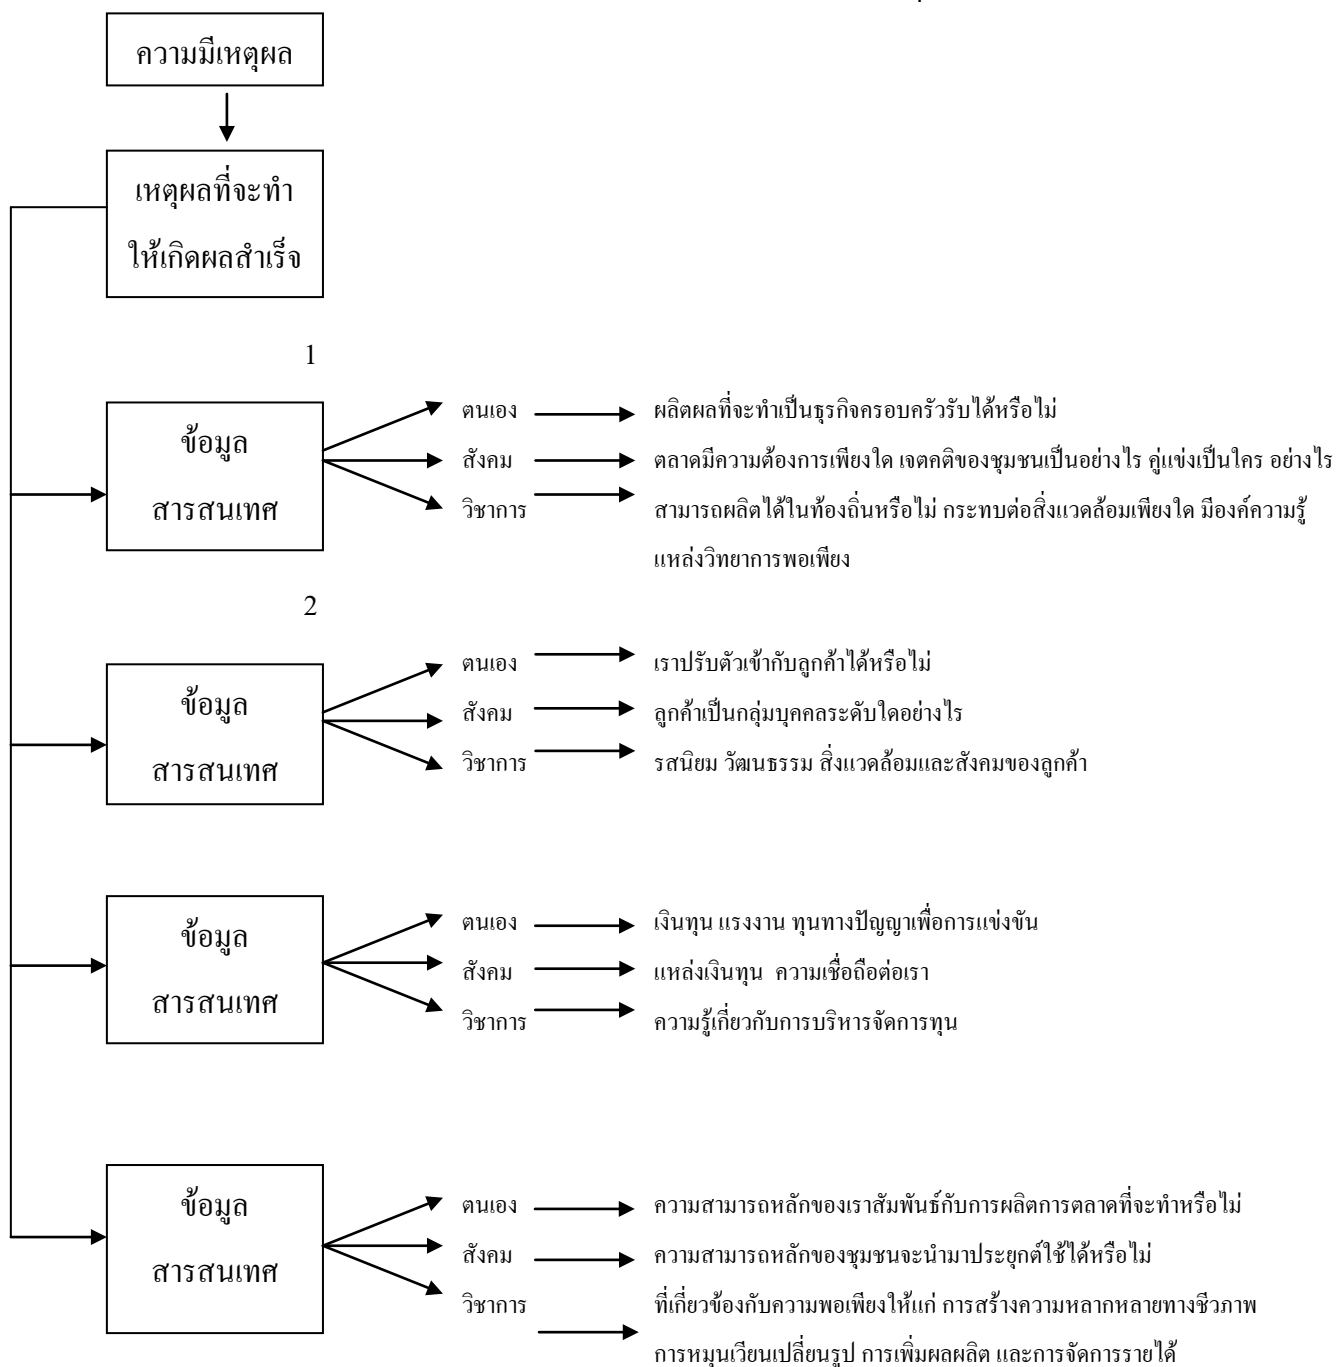 ความมีเหตุผล
เหตุผลที่จะทำ
ให้เกิดผลสำเร็จ
1
ข้อมูล
สารสนเทศ
ตนเอง
ผลิตผลที่จะทำเป็นธุรกิจครอบครัวรับได้หรือไม่
สังคม
ตลาดมีความต้องการเพียงใด เจตคติของชุมชนเป็นอย่างไร คู่แข่งเป็นใคร อย่างไร
วิชาการ
สามารถผลิตได้ในท้องถิ่นหรือไม่ กระทบต่อสิ่งแวดล้อมเพียงใด มีองค์ความรู้
แหล่งวิทยาการพอเพียง
2
ข้อมูล
สารสนเทศ
ตนเอง
เราปรับตัวเข้ากับลูกค้าได้หรือไม่
สังคม
ลูกค้าเป็นกลุ่มบุคคลระดับใดอย่างไร
วิชาการ
รสนิยม วัฒนธรรม สิ่งแวดล้อมและสังคมของลูกค้า
ข้อมูล
สารสนเทศ
ตนเอง
เงินทุน แรงงาน ทุนทางปัญญาเพื่อการแข่งขัน
สังคม
แหล่งเงินทุน ความเชื่อถือต่อเรา
วิชาการ
ความรู้เกี่ยวกับการบริหารจัดการทุน
ข้อมูล
สารสนเทศ
ตนเอง
ความสามารถหลักของเราสัมพันธ์กับการผลิตการตลาดที่จะทำหรือไม่
สังคม
ความสามารถหลักของชุมชนจะนำมาประยุกต์ใช้ได้หรือไม่
วิชาการ
ที่เกี่ยวข้องกับความพอเพียงให้แก่ การสร้างความหลากหลายทางชีวภาพ
การหมุนเวียนเปลี่ยนรูป การเพิ่มผลผลิต และการจัดการรายได้